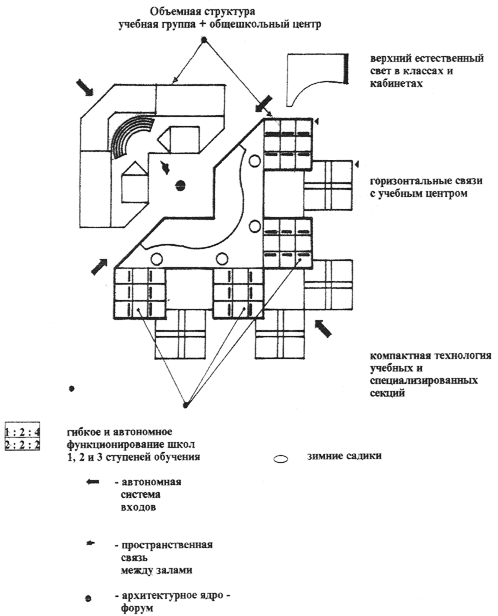 Объемная структура
учебная группа + общешкольный центр
верхний естественный
свет в классах и
кабинетах
горизонтальные связи
с учебным центром
компактная технология
учебных и
специализированных
секций
1 : 2 : 4
2 : 2 : 2
гибкое и автономное
функционирование школ
1, 2 и 3 ступеней обучения
зимние садики
- автономная
система
входов
- пространственная
связь
между залами
- архитектурное ядро -
форум